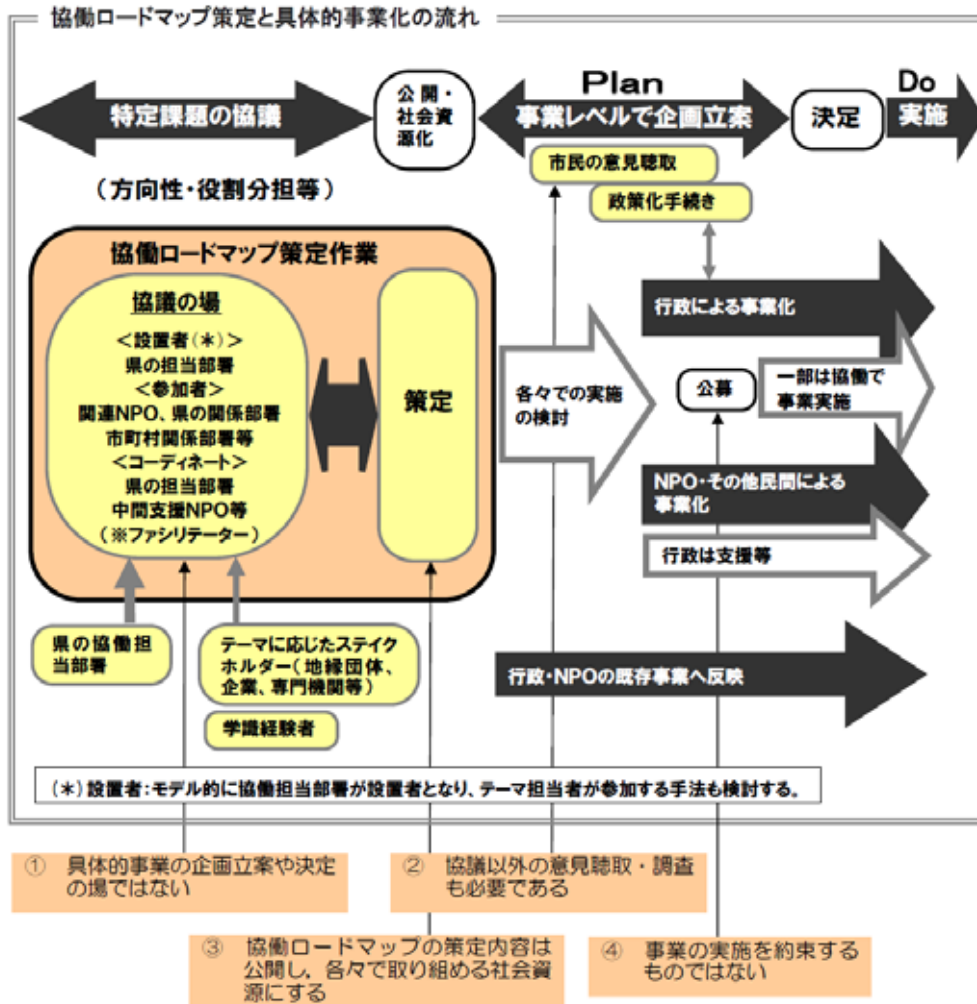 協働ロードマップ策定と具体的事業化の流れ
特定課題の協議
公開・
社会資
源化
Plan
事業レベルで企画立案
決定
Do
実施
(方向性・役割分担等)
市民の意見聴取
政策化手続き
協働ロードマップ策定作業
協議の場
<設置者(*)>
県の担当部署
<参加者>
関連NPO、県の関係部署
市町村関係部署等
<コーディネート>
県の担当部署
中間支援NPO等
(※ファシリテーター)
策定
各々での実施
の検討
行政による事業化
公募
一部は協働で
事業実施
NPO・その他民間による
事業化
行政は支援等
県の協働担
当部署
テーマに応じたステイク
ホルダー(地縁団体、
企業、専門機関等)
学識経験者
行政・NPOの既存事業へ反映
(*)設置者:モデル的に協働担当部署が設置者となり、テーマ担当者が参加する手法も検討する。
① 具体的事業の企画立案や決定
の場ではない
② 協議以外の意見聴取・調査
も必要である
③ 協働ロードマップの策定内容は
公開し,各々で取り組める社会資
源にする
④ 事業の実施を約束する
ものではない